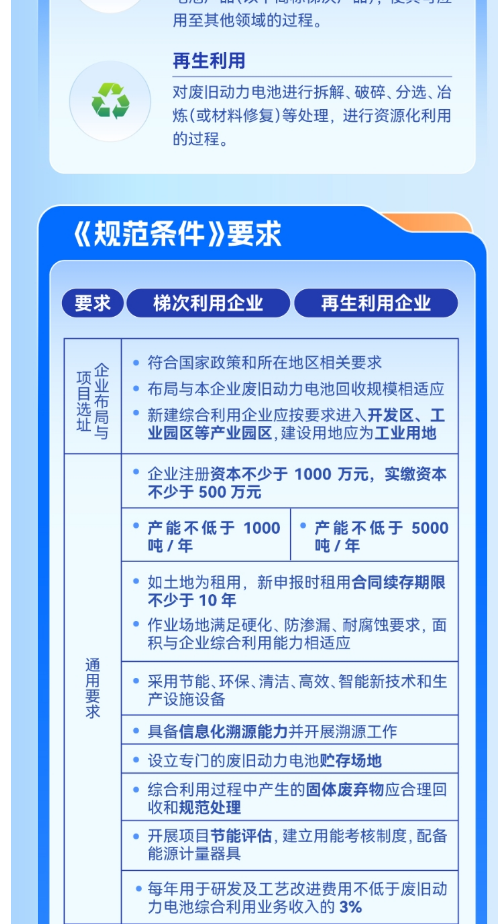 用至其他领域的过程。
再生利用
对废旧动力电池进行拆解、破碎、分选、冶
炼(或材料修复)等处理，进行资源化利用
的过程。
《规范条件》要求
要求
梯次利用企业
再生利用企业
企业布局与
项目选址
符合国家政策和所在地区相关要求
布局与本企业废旧动力电池回收规模相适应
新建综合利用企业应按要求进入开发区、工
业园区等产业园区,建设用地应为工业用地
通用要求
企业注册资本不少于 1000 万元，实缴资本
不少于 500 万元
产能不低于 1000
吨 / 年
产能不低于 5000
吨 / 年
如土地为租用，新申报时租用合同续存期限
不少于 10 年
作业场地满足硬化、防渗漏、耐腐蚀要求，面
积与企业综合利用能力相适应
采用节能、环保、清洁、高效、智能新技术和生
产设施设备
具备信息化溯源能力并开展溯源工作
设立专门的废旧动力电池贮存场地
综合利用过程中产生的固体废弃物应合理回
收和规范处理
开展项目节能评估，建立用能考核制度，配备
能源计量器具
每年用于研发及工艺改进费用不低于废旧动
力电池综合利用业务收入的 3%